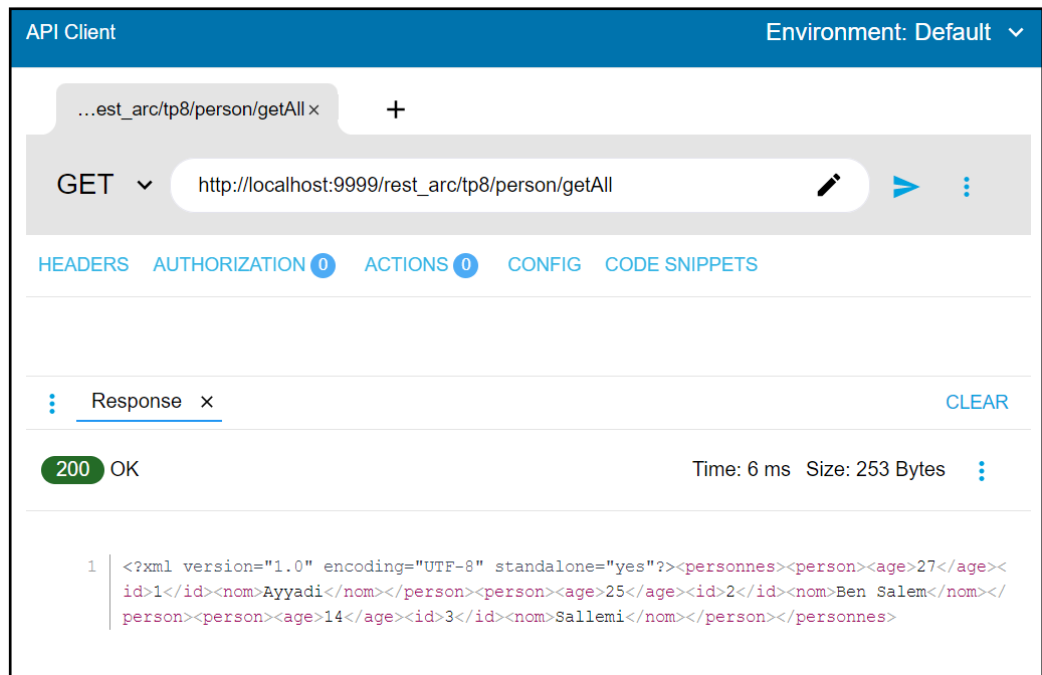 API Client Environment: Default
...est_arc/tp8/person/getAll × +
GET http://localhost:9999/rest_arc/tp8/person/getAll
HEADERS AUTHORIZATION 0 ACTIONS 0 CONFIG CODE SNIPPETS
Response × CLEAR
200 OK Time: 6 ms Size: 253 Bytes
1 <?xml version="1.0" encoding="UTF-8" standalone="yes"?><personnes><person><age>27</age><
id>1</id><nom>Ayyadi</nom></person><person><age>25</age><id>2</id><nom>Ben Salem</nom></
person><person><age>14</age><id>3</id><nom>Sallemi</nom></person></personnes>